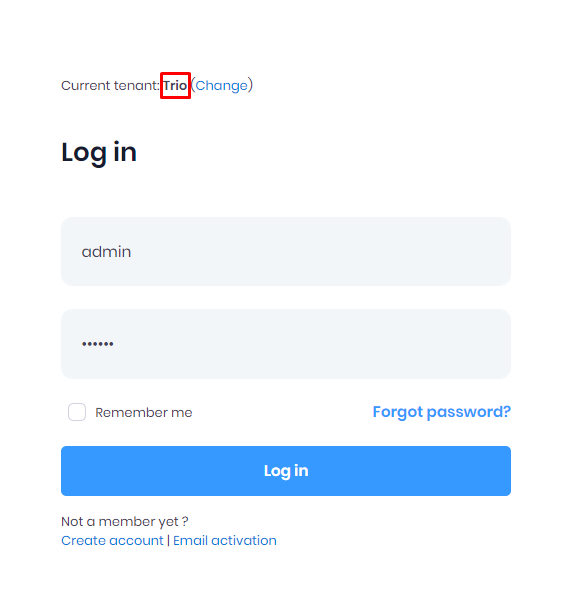 Current tenant: Trio (Change)
Log in
admin
••••••
Remember me Forgot password?
Log in
Not a member yet ?
Create account | Email activation